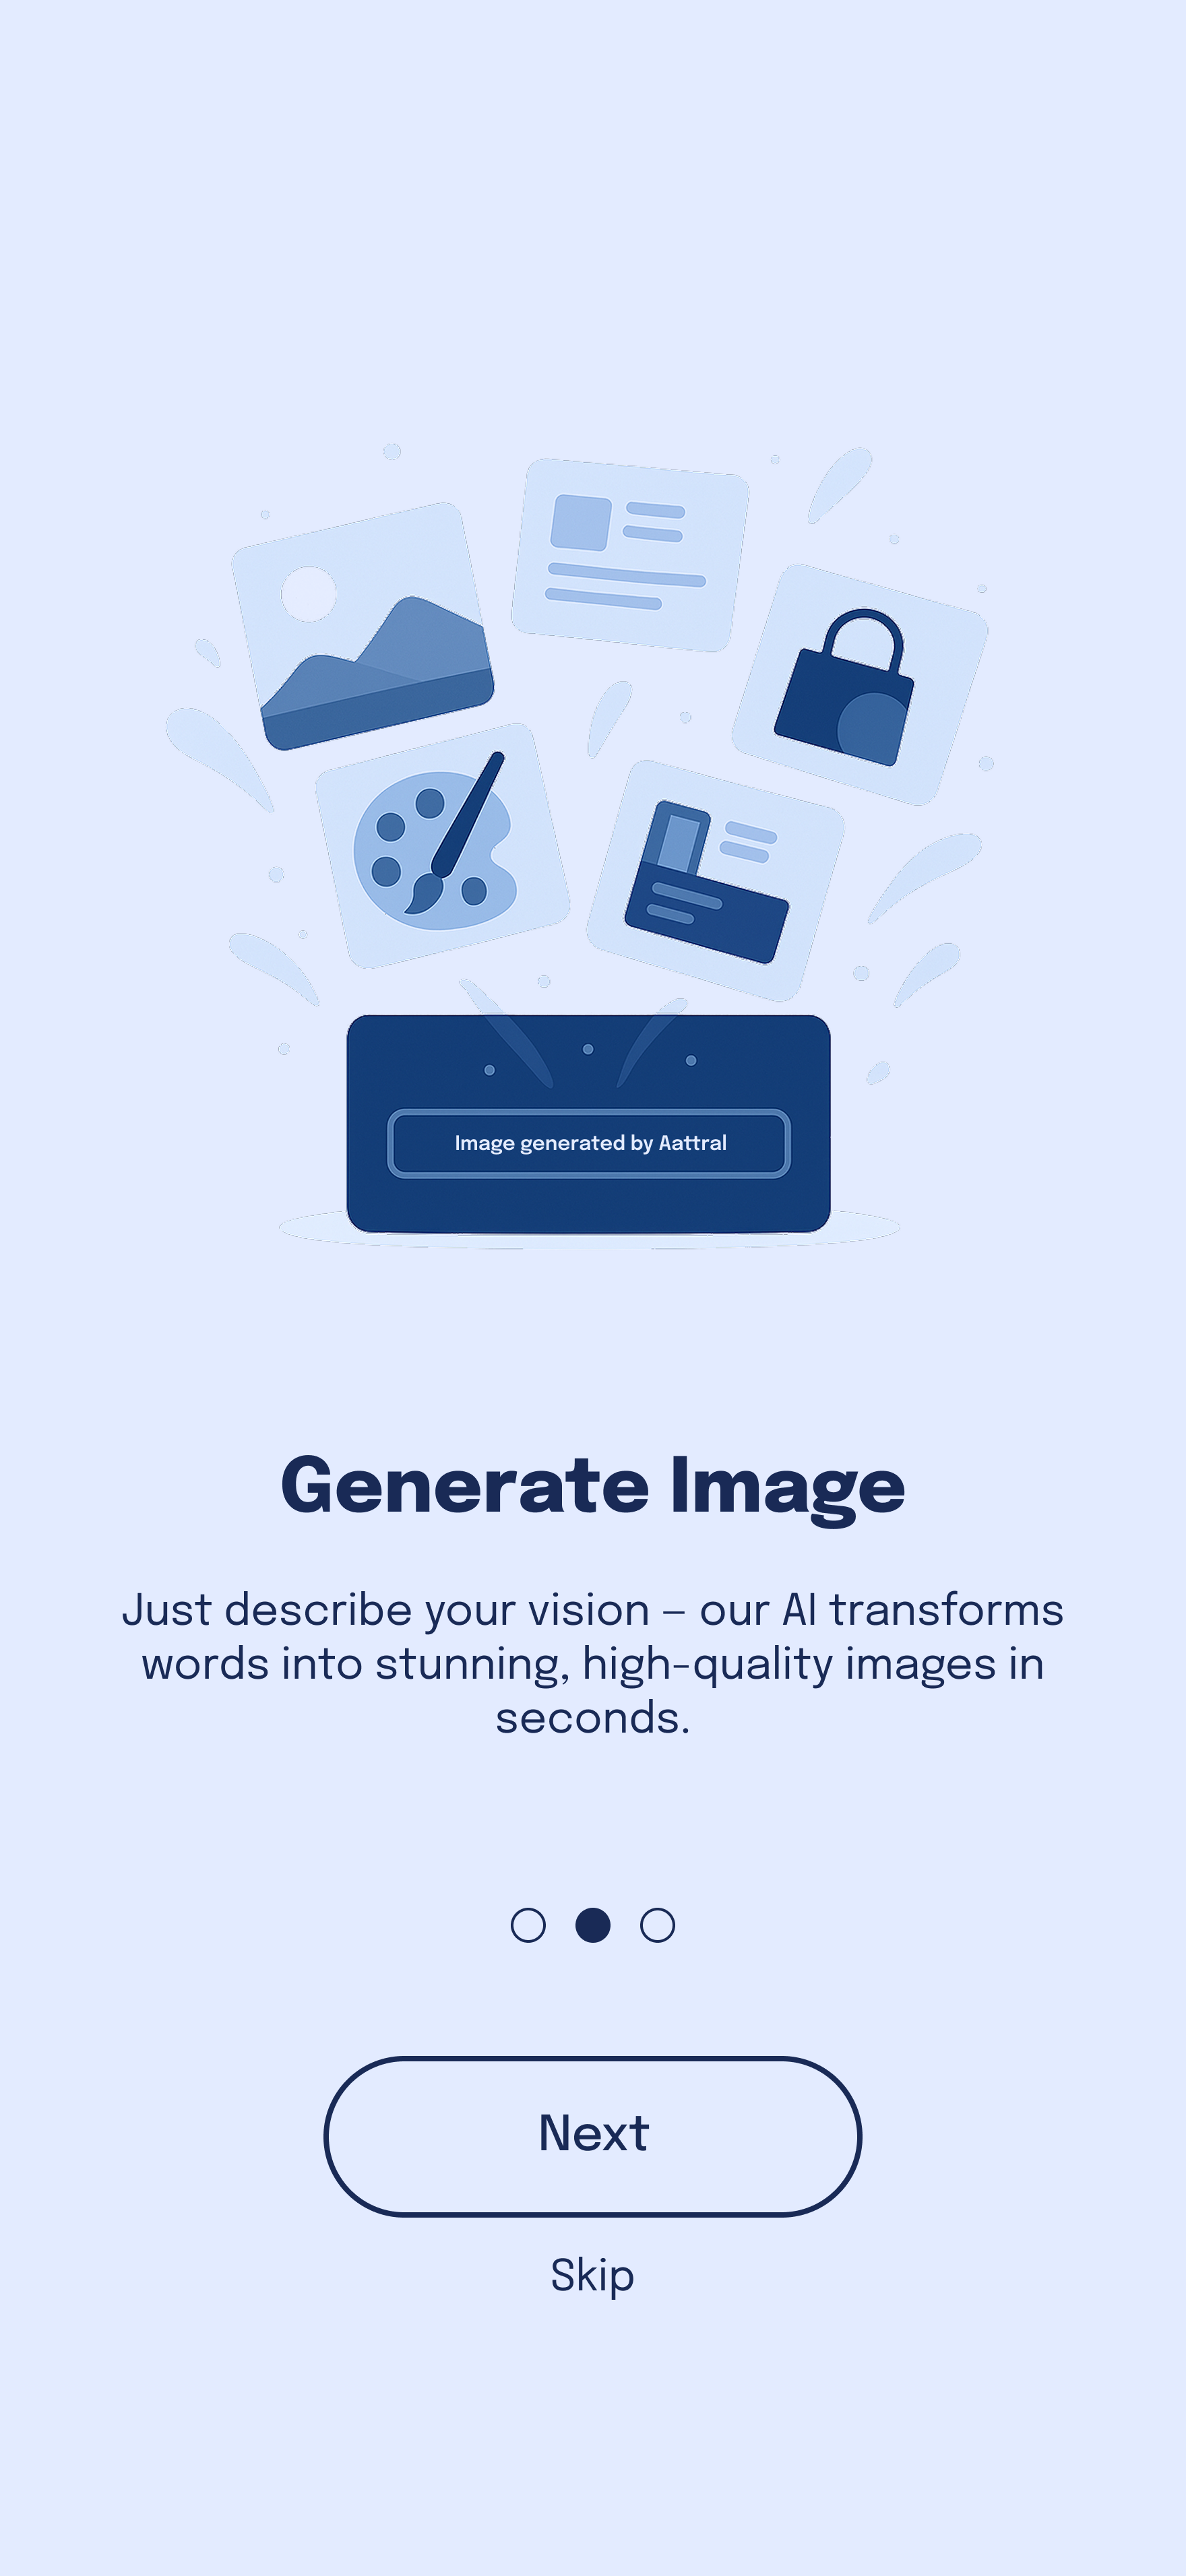 Image generated by Aattral
Generate Image
Just describe your vision – our AI transforms
words into stunning, high-quality images in
seconds.
Next
Skip